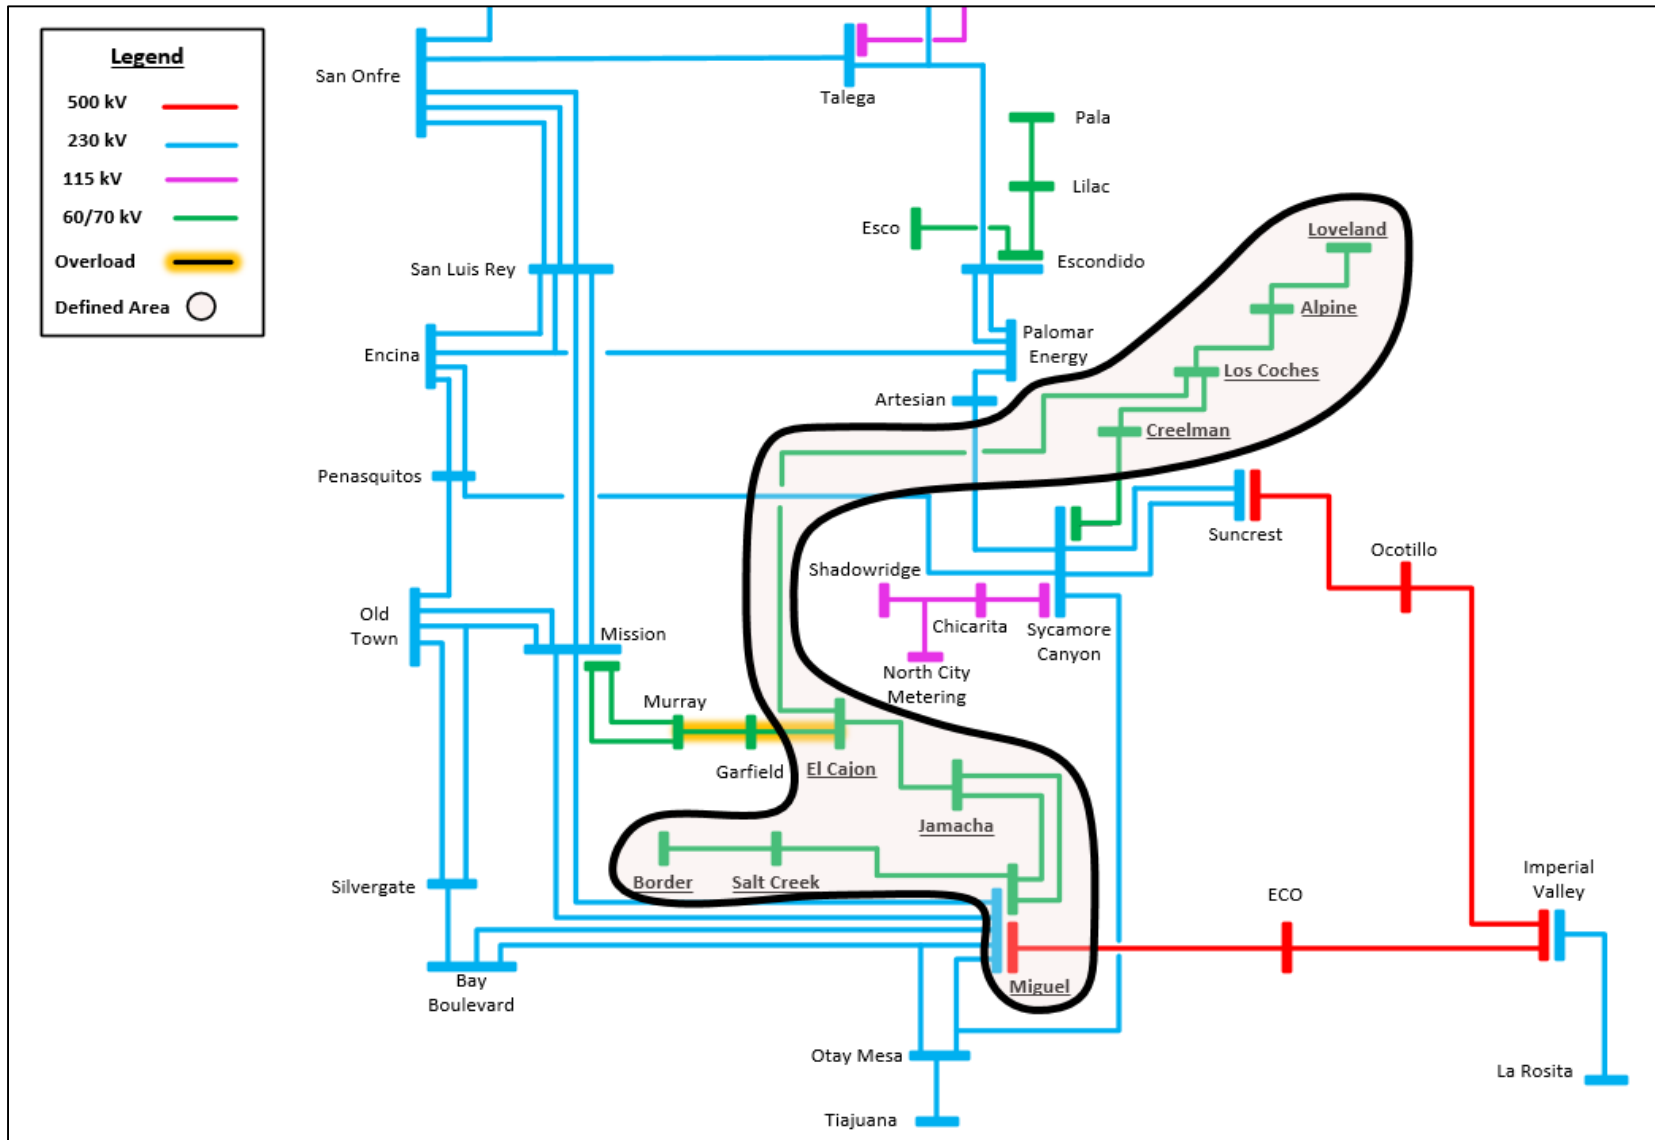 Legend
500 kV
230 kV
115 kV
60/70 kV
Overload
Defined Area
San Onfre
Talega
Pala
Lilac
Esco
Escondido
San Luis Rey
Loveland
Alpine
Encina
Palomar
Energy
Los Coches
Artesian
Creelman
Penasquitos
Suncrest
Ocotillo
Shadowridge
Chicarita
Sycamore
Canyon
Old
Town
Mission
North City
Metering
Murray
Garfield
El Cajon
Jamacha
Border
Salt Creek
Silvergate
Imperial
Valley
ECO
Bay
Boulevard
Miguel
Otay Mesa
La Rosita
Tiajuana